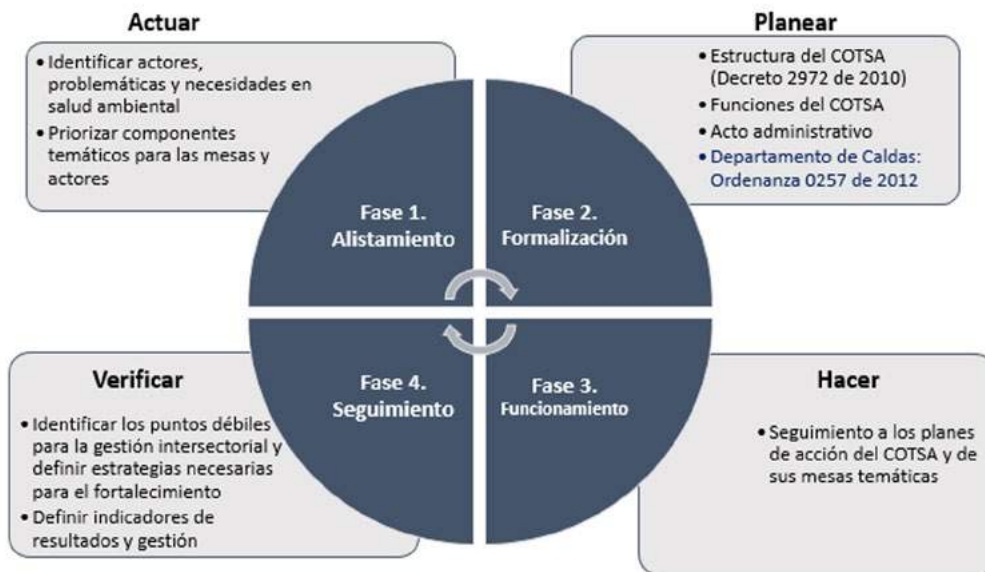 Actuar
• Identificar actores,
problemáticas y necesidades en
salud ambiental
• Priorizar componentes
temáticos para las mesas y
actores
Planear
• Estructura del COTSA
(Decreto 2972 de 2010)
• Funciones del COTSA
• Acto administrativo
• Departamento de Caldas:
Ordenanza 0257 de 2012
Fase 1.
Alistamiento
Fase 2.
Formalización
Verificar
• Identificar los puntos débiles
para la gestión intersectorial y
definir estrategias necesarias
para el fortalecimiento
• Definir indicadores de
resultados y gestión
Fase 4.
Seguimiento
Fase 3.
Funcionamiento
Hacer
• Seguimiento a los planes
de acción del COTSA y de
sus mesas temáticas